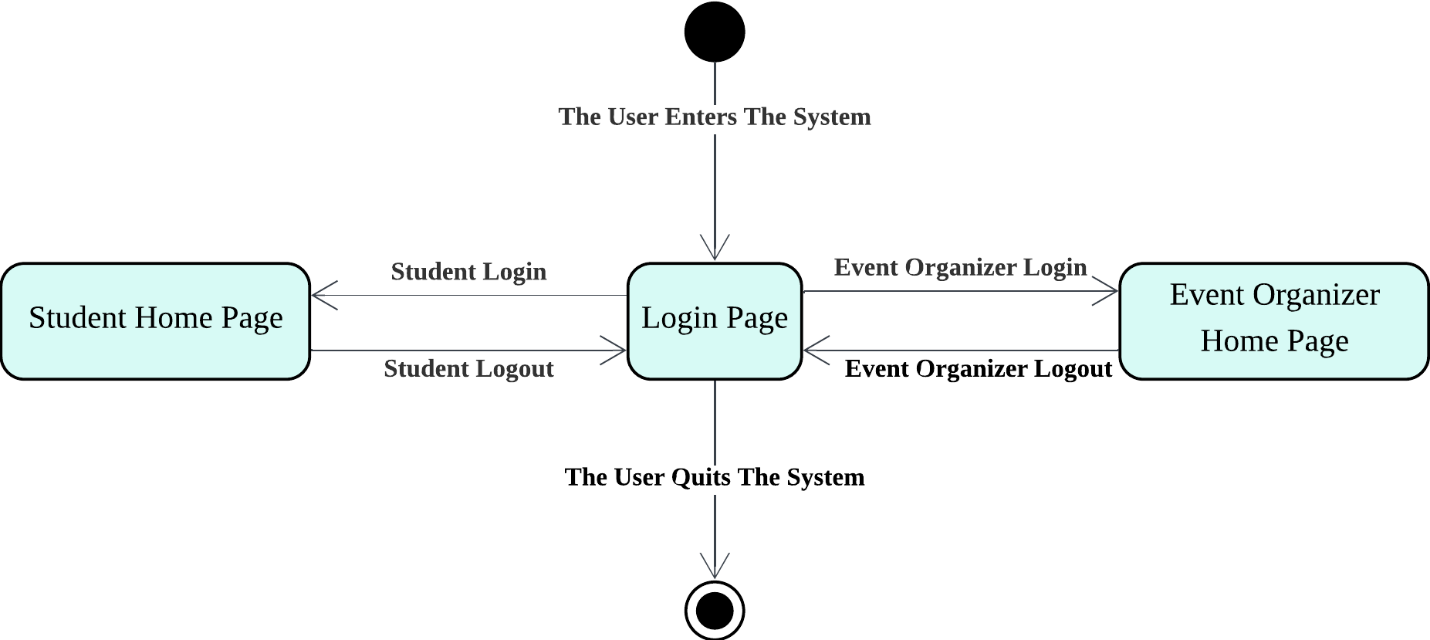 The User Enters The System
Student Login
Event Organizer Login
Student Home Page
Login Page
Event Organizer
Home Page
Student Logout
Event Organizer Logout
The User Quits The System